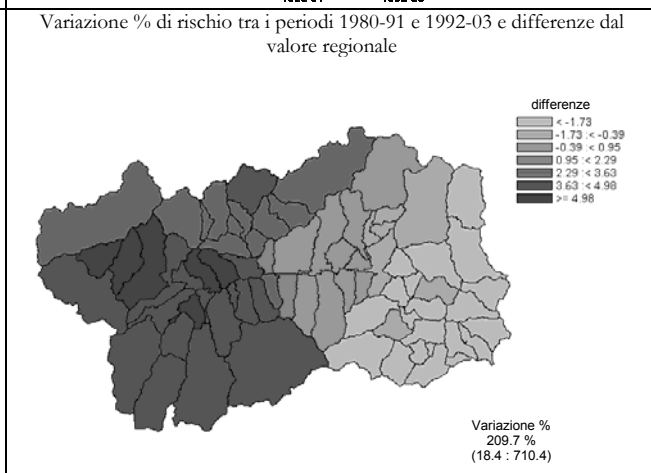 Variazione % di rischio tra i periodi 1980-91 e 1992-03 e differenze dal
valore regionale
differenze
< -1.73
-1.73 :< -0.39
-0.39 :< 0.95
0.95 :< 2.29
2.29 :< 3.63
3.63 :< 4.98
>= 4.98
Variazione %
209.7 %
(18.4 : 710.4)